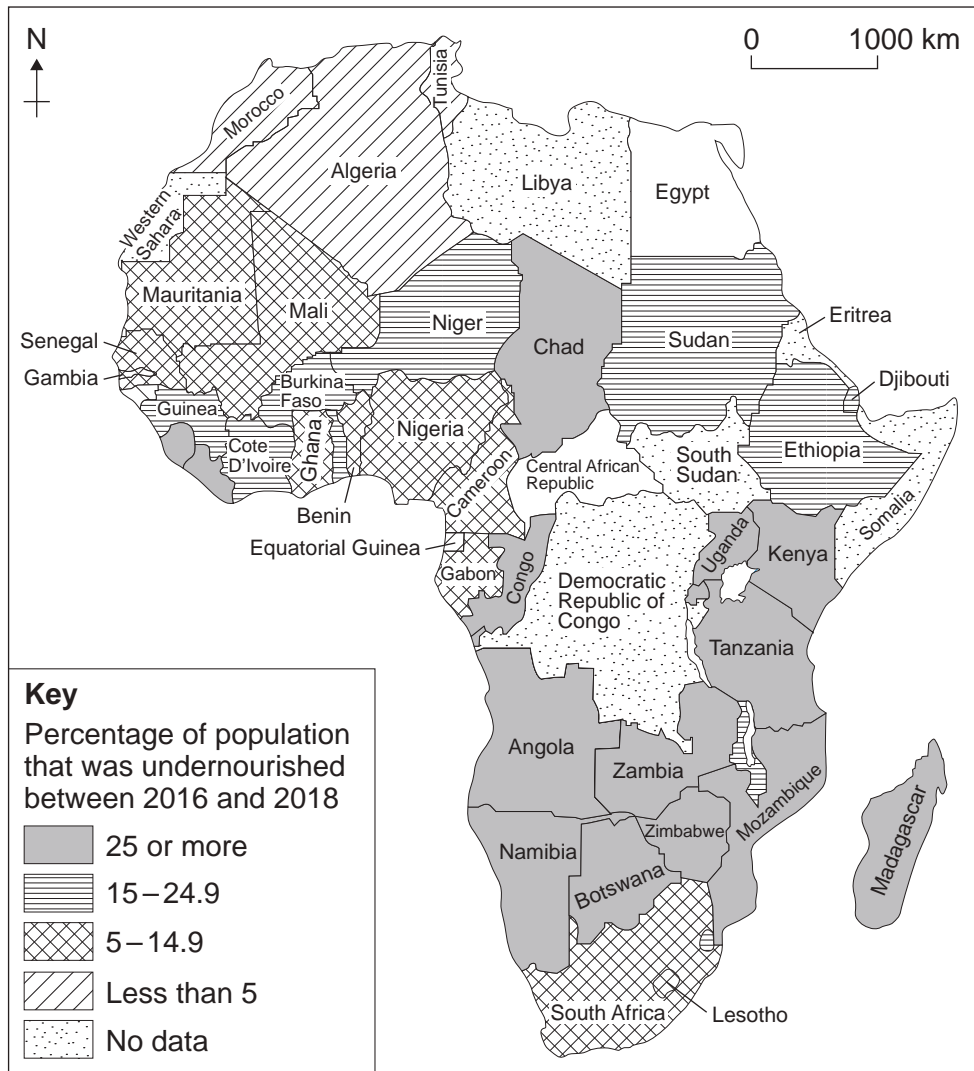 N
0 1000 km
Tunisia
Morocco
Algeria
Libya
Egypt
Western
Sahara
Mauritania
Mali
Niger
Chad
Sudan
Eritrea
Senegal
Gambia
Djibouti
Guinea
Burkina
Faso
Nigeria
Cote
D'Ivoire
Ghana
Benin
Cameroon
Central African
Republic
South
Sudan
Ethiopia
Somalia
Equatorial Guinea
Gabon
Congo
Democratic
Republic of
Congo
Uganda
Kenya
Tanzania
Angola
Zambia
Mozambique
Zimbabwe
Namibia
Botswana
Madagascar
South Africa
Lesotho
Key
Percentage of population
that was undernourished
between 2016 and 2018
25 or more
15–24.9
5–14.9
Less than 5
No data